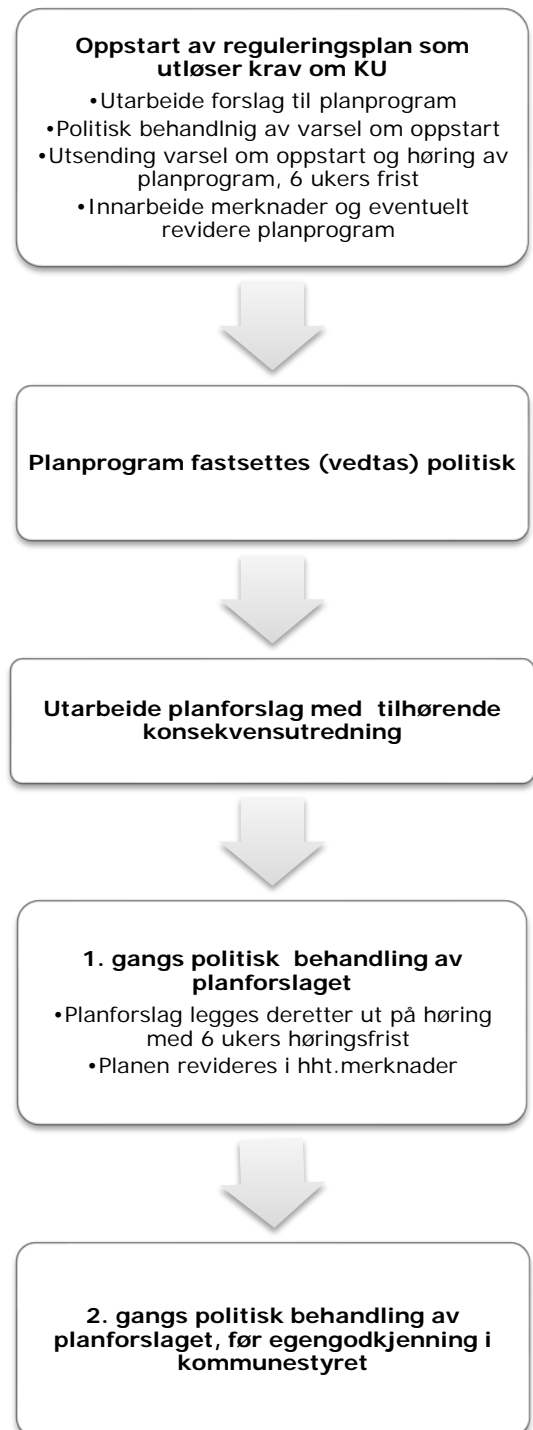 Oppstart av reguleringsplan som
utløser krav om KU
•Utarbeide forslag til planprogram
•Politisk behandlnig av varsel om oppstart
•Utsending varsel om oppstart og høring av
planprogram, 6 ukers frist
•Innarbeide merknader og eventuelt
revidere planprogram
Planprogram fastsettes (vedtas) politisk
Utarbeide planforslag med tilhørende
konsekvensutredning
1. gangs politisk behandling av
planforslaget
•Planforslag legges deretter ut på høring
med 6 ukers høringsfrist
•Planen revideres i hht.merknader
2. gangs politisk behandling av
planforslaget, før egengodkjenning i
kommunestyret